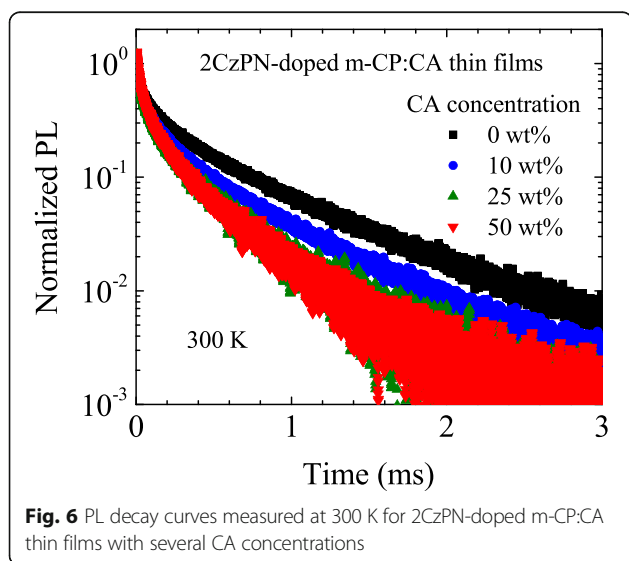 2CzPN-doped m-CP:CA thin films
CA concentration
0 wt%
10 wt%
25 wt%
50 wt%
300 K
10⁰
10⁻¹
10⁻²
10⁻³
Normalized PL
0
1
2
3
Time (ms)
Fig. 6 PL decay curves measured at 300 K for 2CzPN-doped m-CP:CA
thin films with several CA concentrations